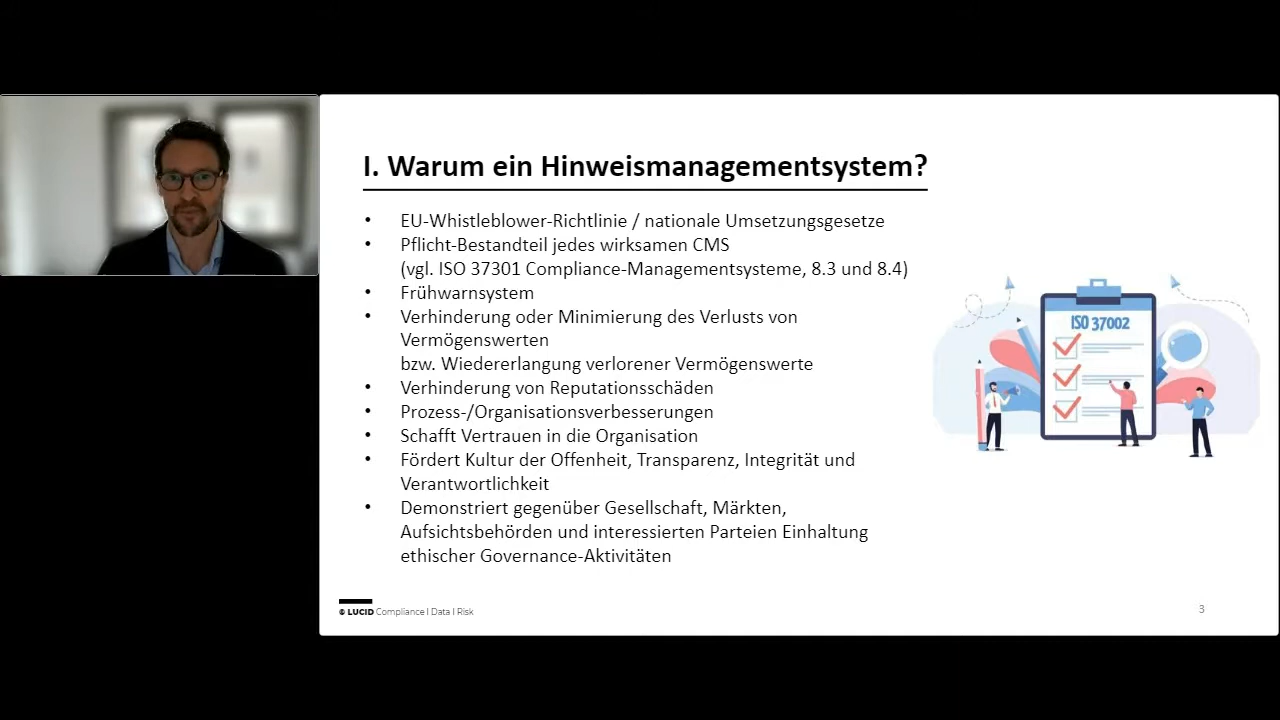 I. Warum ein Hinweismanagementsystem?
• EU-Whistleblower-Richtlinie / nationale Umsetzungsgesetze
• Pflicht-Bestandteil jedes wirksamen CMS
(vgl. ISO 37301 Compliance-Managementsysteme, 8.3 und 8.4)
• Frühwarnsystem
• Verhinderung oder Minimierung des Verlusts von
Vermögenswerten
bzw. Wiedererlangung verlorener Vermögenswerte
• Verhinderung von Reputationsschäden
• Prozess-/Organisationsverbesserungen
• Schafft Vertrauen in die Organisation
• Fördert Kultur der Offenheit, Transparenz, Integrität und
Verantwortlichkeit
• Demonstriert gegenüber Gesellschaft, Märkten,
Aufsichtsbehörden und interessierten Parteien Einhaltung
ethischer Governance-Aktivitäten
ISO 37002
© LUCID Compliance I Data I Risk
3